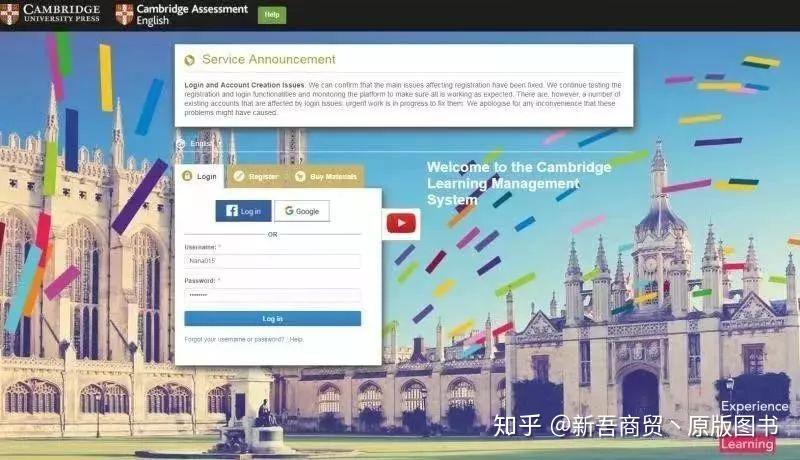 CAMBRIDGE
UNIVERSITY PRESS
Cambridge Assessment
English
Help
Service Announcement
Login and Account Creation Issues: We can confirm that the main issues affecting registration have been fixed. We continue testing the
registration and login functionalities and monitoring the platform to make sure all is working as expected. There are, however, a number of
existing accounts that are affected by login issues: urgent work is in progress to fix them. We apologise for any inconvenience that these
problems might have caused.
English
Login
Register
Buy Materials
Welcome to the Cambridge
Learning Management
System
Log in
Google
OR
Username: *
Nana015
Password: *
••••••••
Log in
Forgot your username or password?
Help
Experience
Learning
知乎 @新吾商贸丶原版图书